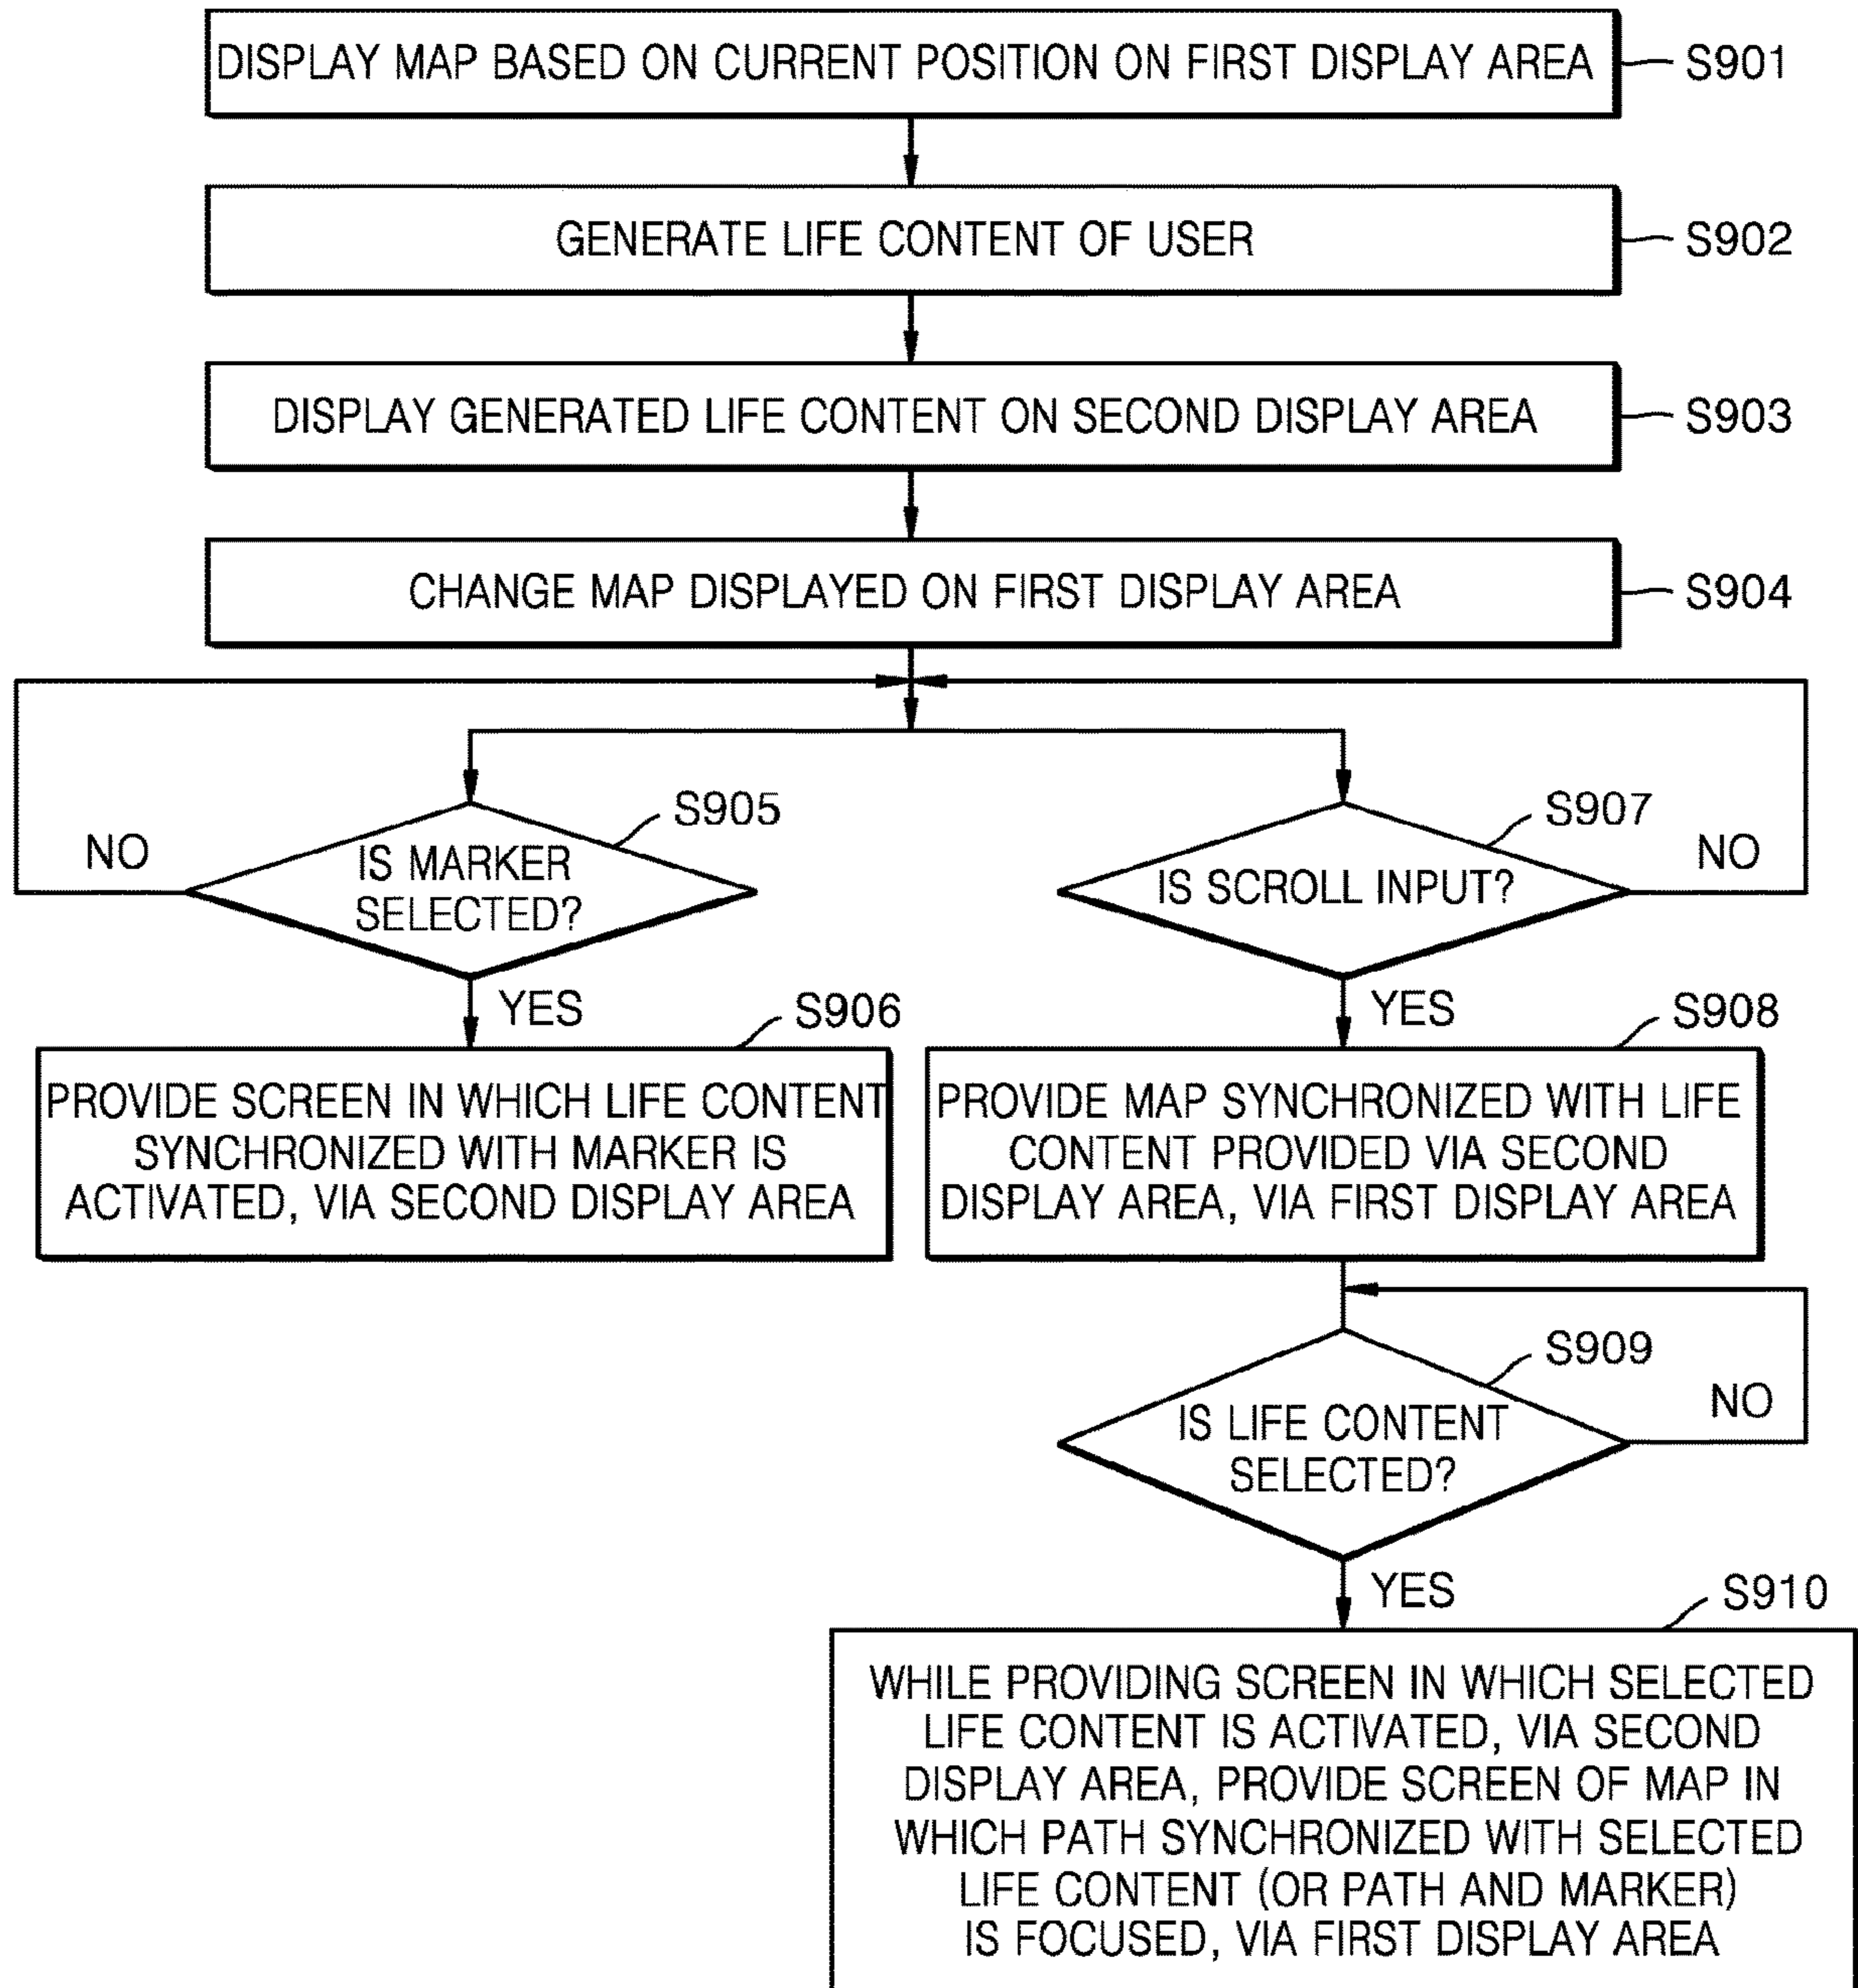 DISPLAY MAP BASED ON CURRENT POSITION ON FIRST DISPLAY AREA
S901
GENERATE LIFE CONTENT OF USER
S902
DISPLAY GENERATED LIFE CONTENT ON SECOND DISPLAY AREA
S903
CHANGE MAP DISPLAYED ON FIRST DISPLAY AREA
S904
S905
NO
IS MARKER
SELECTED?
YES
S907
NO
IS SCROLL INPUT?
YES
S906
PROVIDE SCREEN IN WHICH LIFE CONTENT
SYNCHRONIZED WITH MARKER IS
ACTIVATED, VIA SECOND DISPLAY AREA
S908
PROVIDE MAP SYNCHRONIZED WITH LIFE
CONTENT PROVIDED VIA SECOND
DISPLAY AREA, VIA FIRST DISPLAY AREA
S909
NO
IS LIFE CONTENT
SELECTED?
YES
S910
WHILE PROVIDING SCREEN IN WHICH SELECTED
LIFE CONTENT IS ACTIVATED, VIA SECOND
DISPLAY AREA, PROVIDE SCREEN OF MAP IN
WHICH PATH SYNCHRONIZED WITH SELECTED
LIFE CONTENT (OR PATH AND MARKER)
IS FOCUSED, VIA FIRST DISPLAY AREA